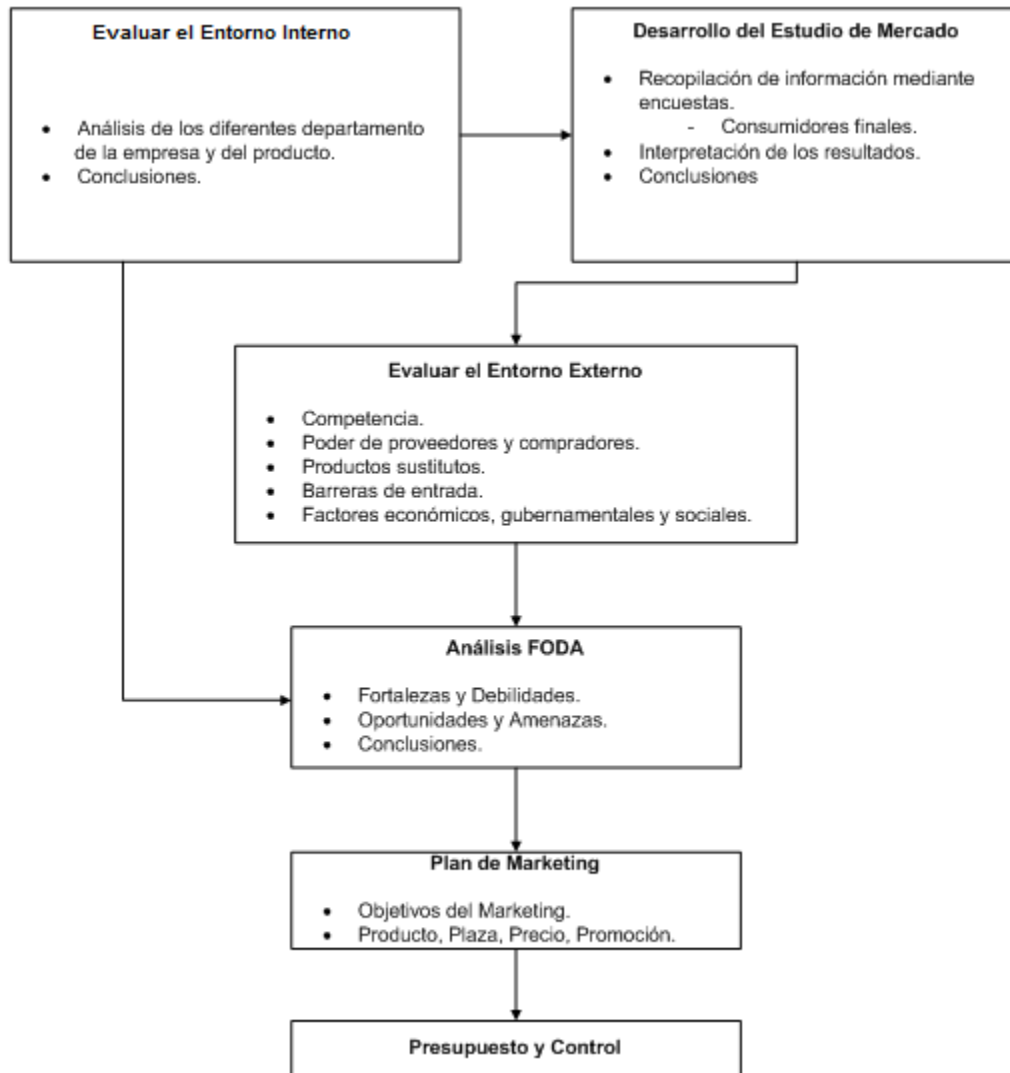 Evaluar el Entorno Interno
• Análisis de los diferentes departamento
de la empresa y del producto.
• Conclusiones.
Desarrollo del Estudio de Mercado
• Recopilación de información mediante
encuestas.
- Consumidores finales.
• Interpretación de los resultados.
• Conclusiones
Evaluar el Entorno Externo
• Competencia.
• Poder de proveedores y compradores.
• Productos sustitutos.
• Barreras de entrada.
• Factores económicos, gubernamentales y sociales.
Análisis FODA
• Fortalezas y Debilidades.
• Oportunidades y Amenazas.
• Conclusiones.
Plan de Marketing
• Objetivos del Marketing.
• Producto, Plaza, Precio, Promoción.
Presupuesto y Control